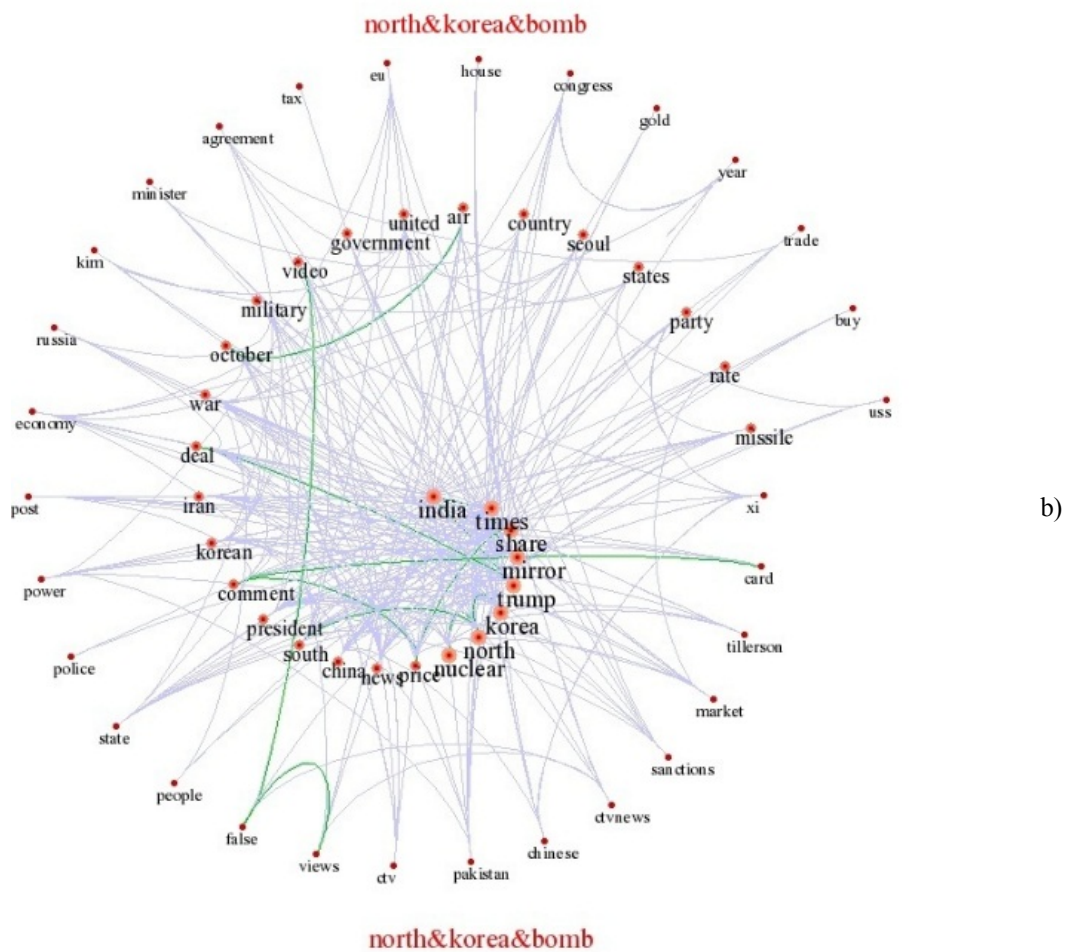 north&korea&bomb
house
eu
congress
tax
gold
agreement
year
minister
united
air
country
trade
government
seoul
kim
video
states
military
party
buy
russia
october
rate
war
uss
economy
missile
deal
post
iran
india
times
xi
b)
share
korean
mirror
card
power
comment
trump
president
korea
tillerson
south
north
police
china
news
price
nuclear
market
state
sanctions
people
ctvnews
false
chinese
views
ctv
pakistan
north&korea&bomb